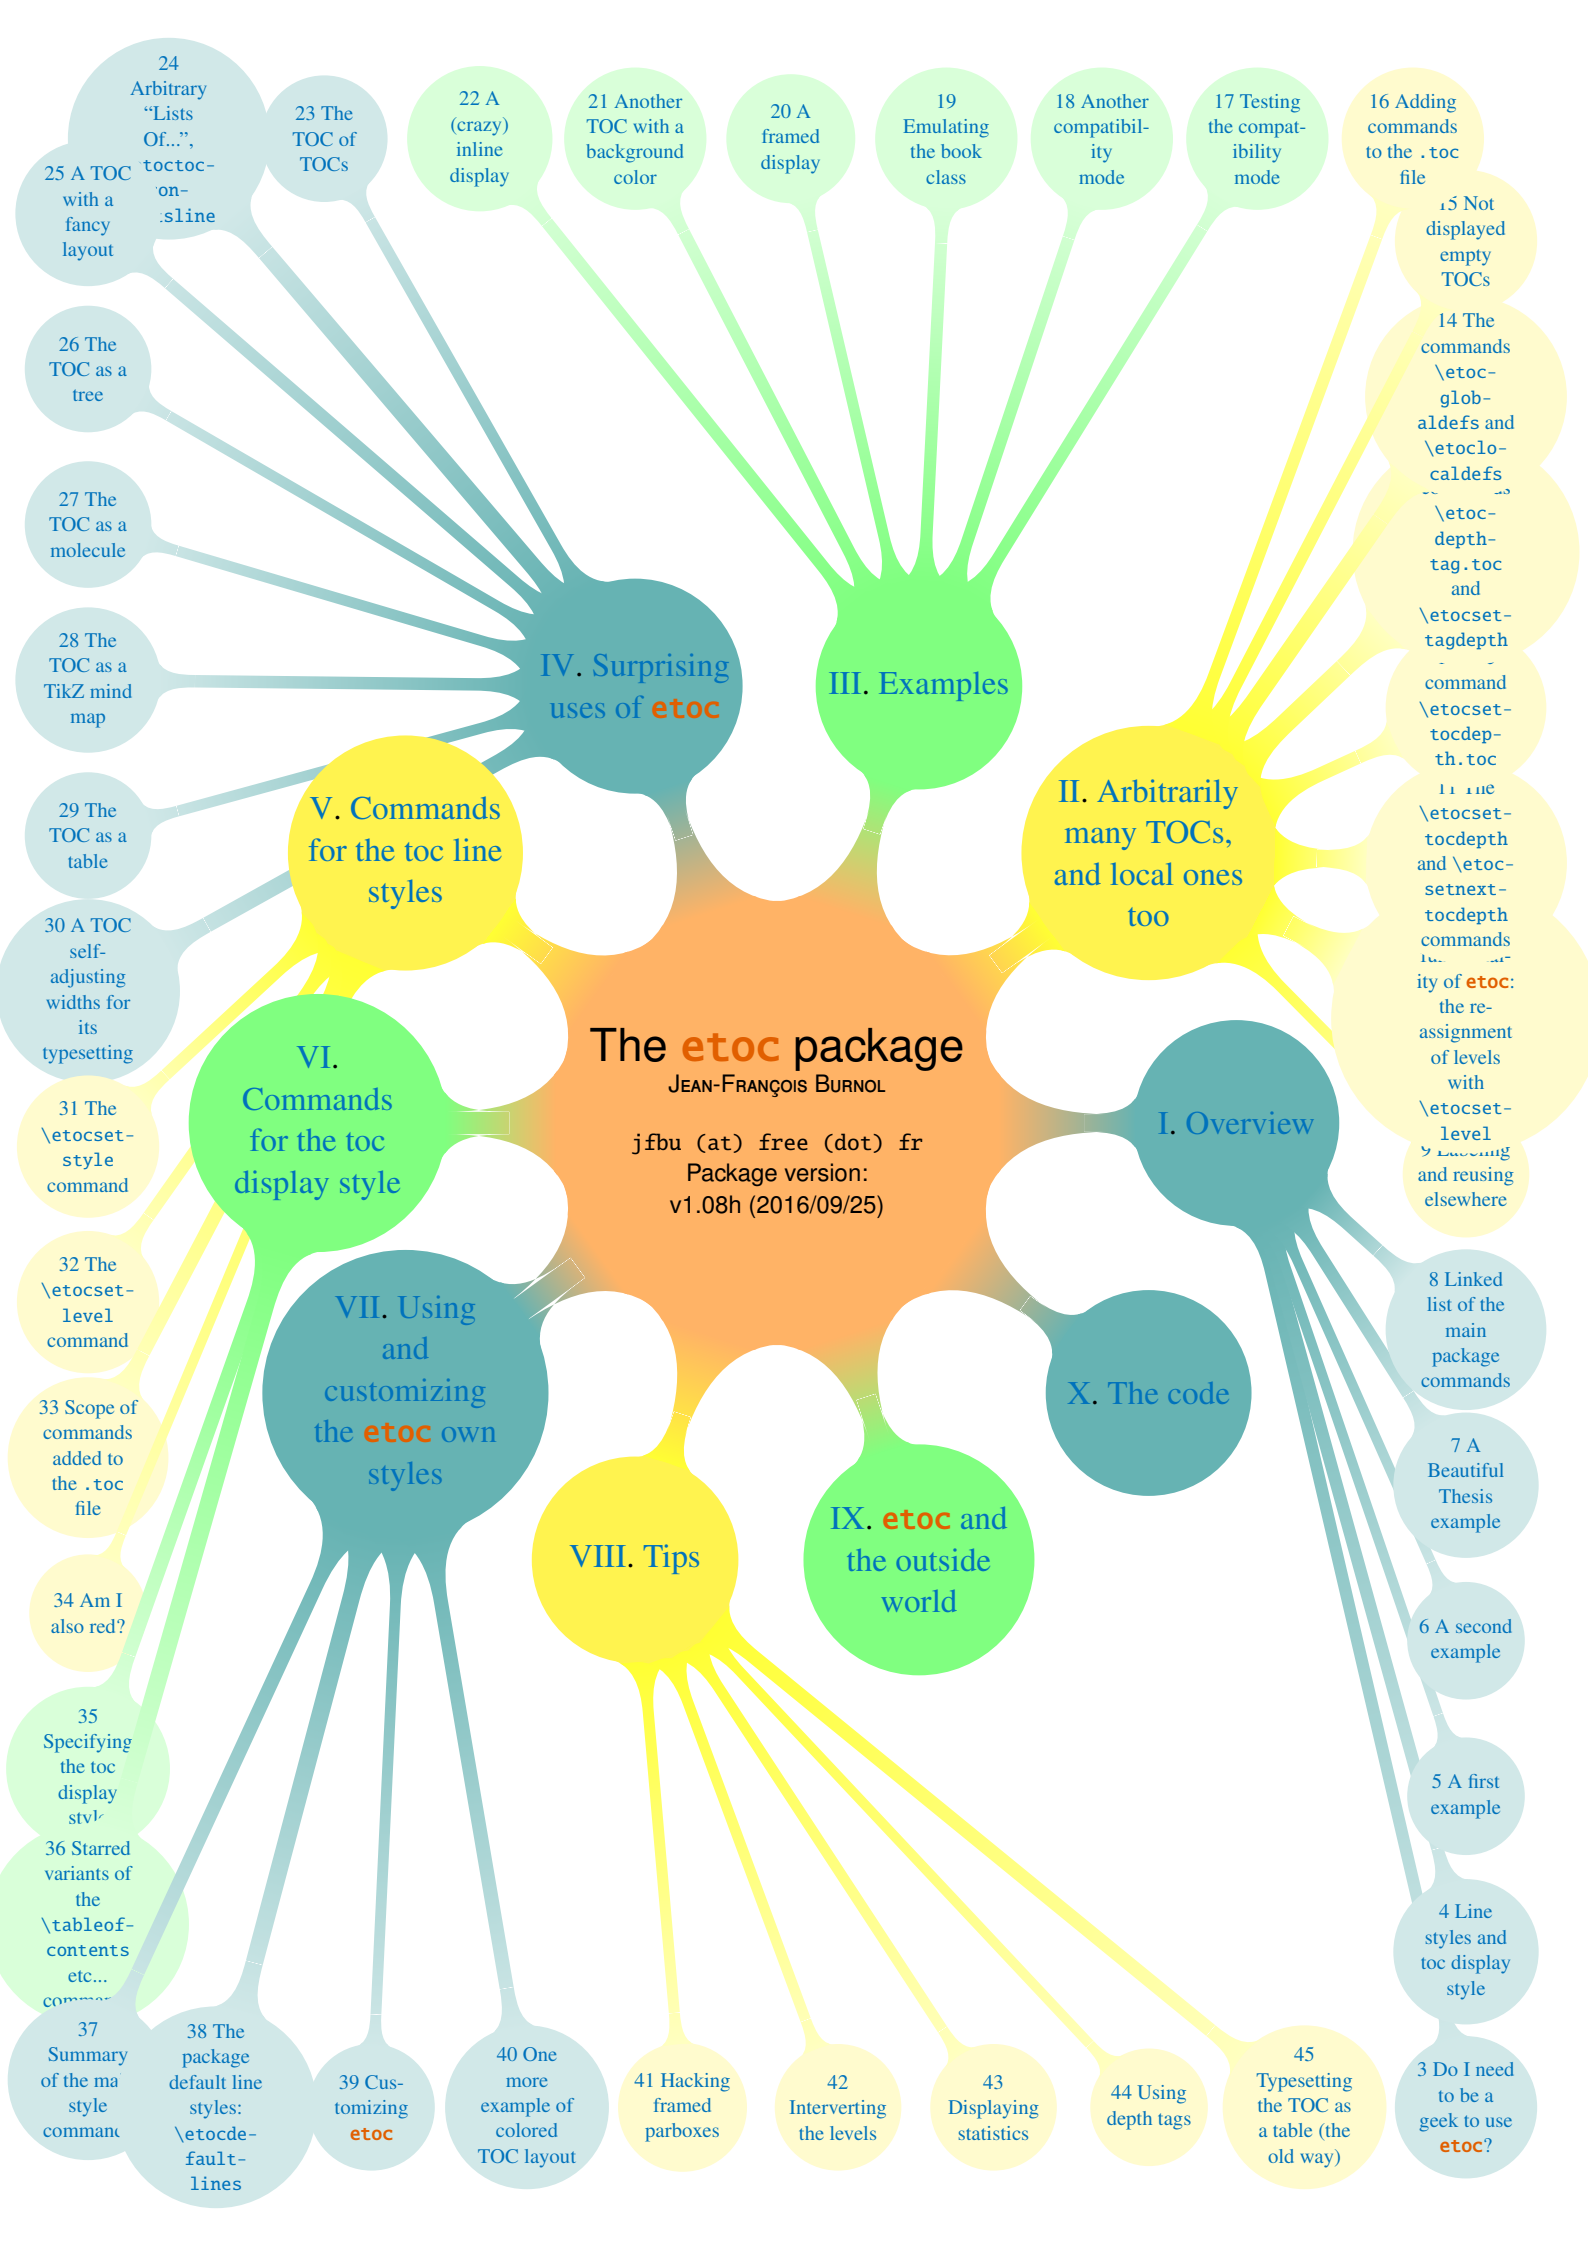 The etoc package
Jean-François Burnol
jfbu (at) free (dot) fr
Package version:
v1.08h (2016/09/25)
I. Overview
II. Arbitrarily
many TOCs,
and local ones
too
III. Examples
IV. Surprising
uses of etoc
V. Commands
for the toc line
styles
VI.
Commands
for the toc
display style
VII. Using
and
customizing
the etoc own
styles
VIII. Tips
IX. etoc and
the outside
world
X. The code
3 Do I need
to be a
geek to use
etoc?
4 Line
styles and
toc display
style
5 A first
example
6 A second
example
7 A
Beautiful
Thesis
example
8 Linked
list of the
main
package
commands
9 Labeling
and reusing
elsewhere
ity of etoc:
the re-
assignment
of levels
with
\etocset-
level
11 The
\etocset-
tocdepth
and \etoc-
setnext-
tocdepth
commands
command
\etocset-
tocdep-
th.toc
\etoc-
depth-
tag.toc
and
\etocset-
tagdepth
14 The
commands
\etoc-
glob-
aldefs and
\etoclo-
caldefs
15 Not
displayed
empty
TOCs
16 Adding
commands
to the .toc
file
17 Testing
the compat-
ibility
mode
18 Another
compatibil-
ity
mode
19
Emulating
the book
class
20 A
framed
display
21 Another
TOC with a
background
color
22 A
(crazy)
inline
display
23 The
TOC of
TOCs
24
Arbitrary
“Lists
Of...”,
toctoc-
on-
sline
25 A TOC
with a
fancy
layout
26 The
TOC as a
tree
27 The
TOC as a
molecule
28 The
TOC as a
TikZ mind
map
29 The
TOC as a
table
30 A TOC
self-
adjusting
widths for
its
typesetting
31 The
\etocset-
style
command
32 The
\etocset-
level
command
33 Scope of
commands
added to
the .toc
file
34 Am I
also red?
35
Specifying
the toc
display
style
36 Starred
variants of
the
\tableof-
contents
etc...
37
Summary
of the ma
style
command
38 The
package
default line
styles:
\etocde-
fault-
lines
39 Cus-
tomizing
etoc
40 One
more
example of
colored
TOC layout
41 Hacking
framed
parboxes
42
Interverting
the levels
43
Displaying
statistics
44 Using
depth tags
45
Typesetting
the TOC as
a table (the
old way)